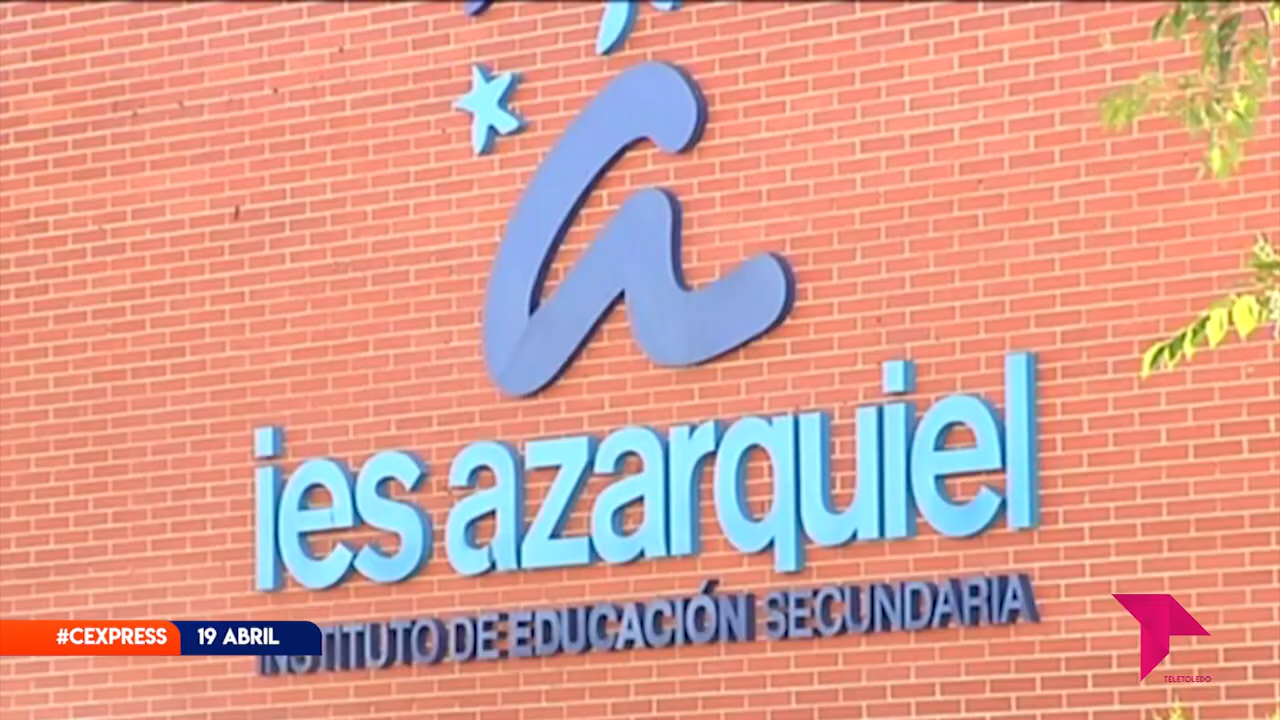 ies azarquiel
INSTITUTO DE EDUCACIÓN SECUNDARIA
#CEXPRESS 19 ABRIL
TELETOLEDO